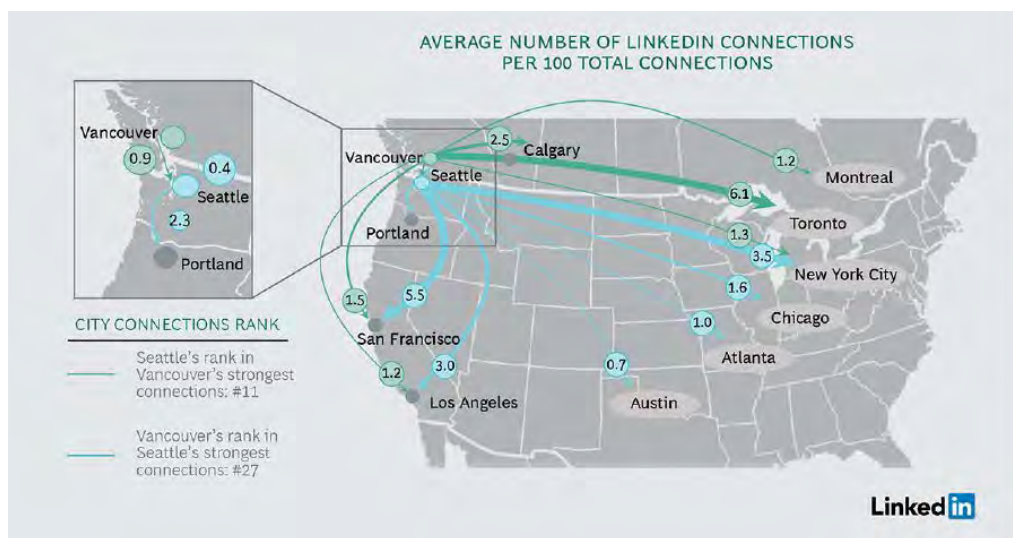 AVERAGE NUMBER OF LINKEDIN CONNECTIONS
PER 100 TOTAL CONNECTIONS
Vancouver
0.9
0.4
Seattle
2.3
Portland
Vancouver
Seattle
Portland
2.5
Calgary
1.2
Montreal
6.1
Toronto
1.3
3.5
New York City
1.6
Chicago
1.0
Atlanta
0.7
Austin
1.5
5.5
San Francisco
1.2
3.0
Los Angeles
CITY CONNECTIONS RANK
Seattle's rank in
Vancouver's strongest
connections: #11
Vancouver's rank in
Seattle's strongest
connections: #27
Linked in